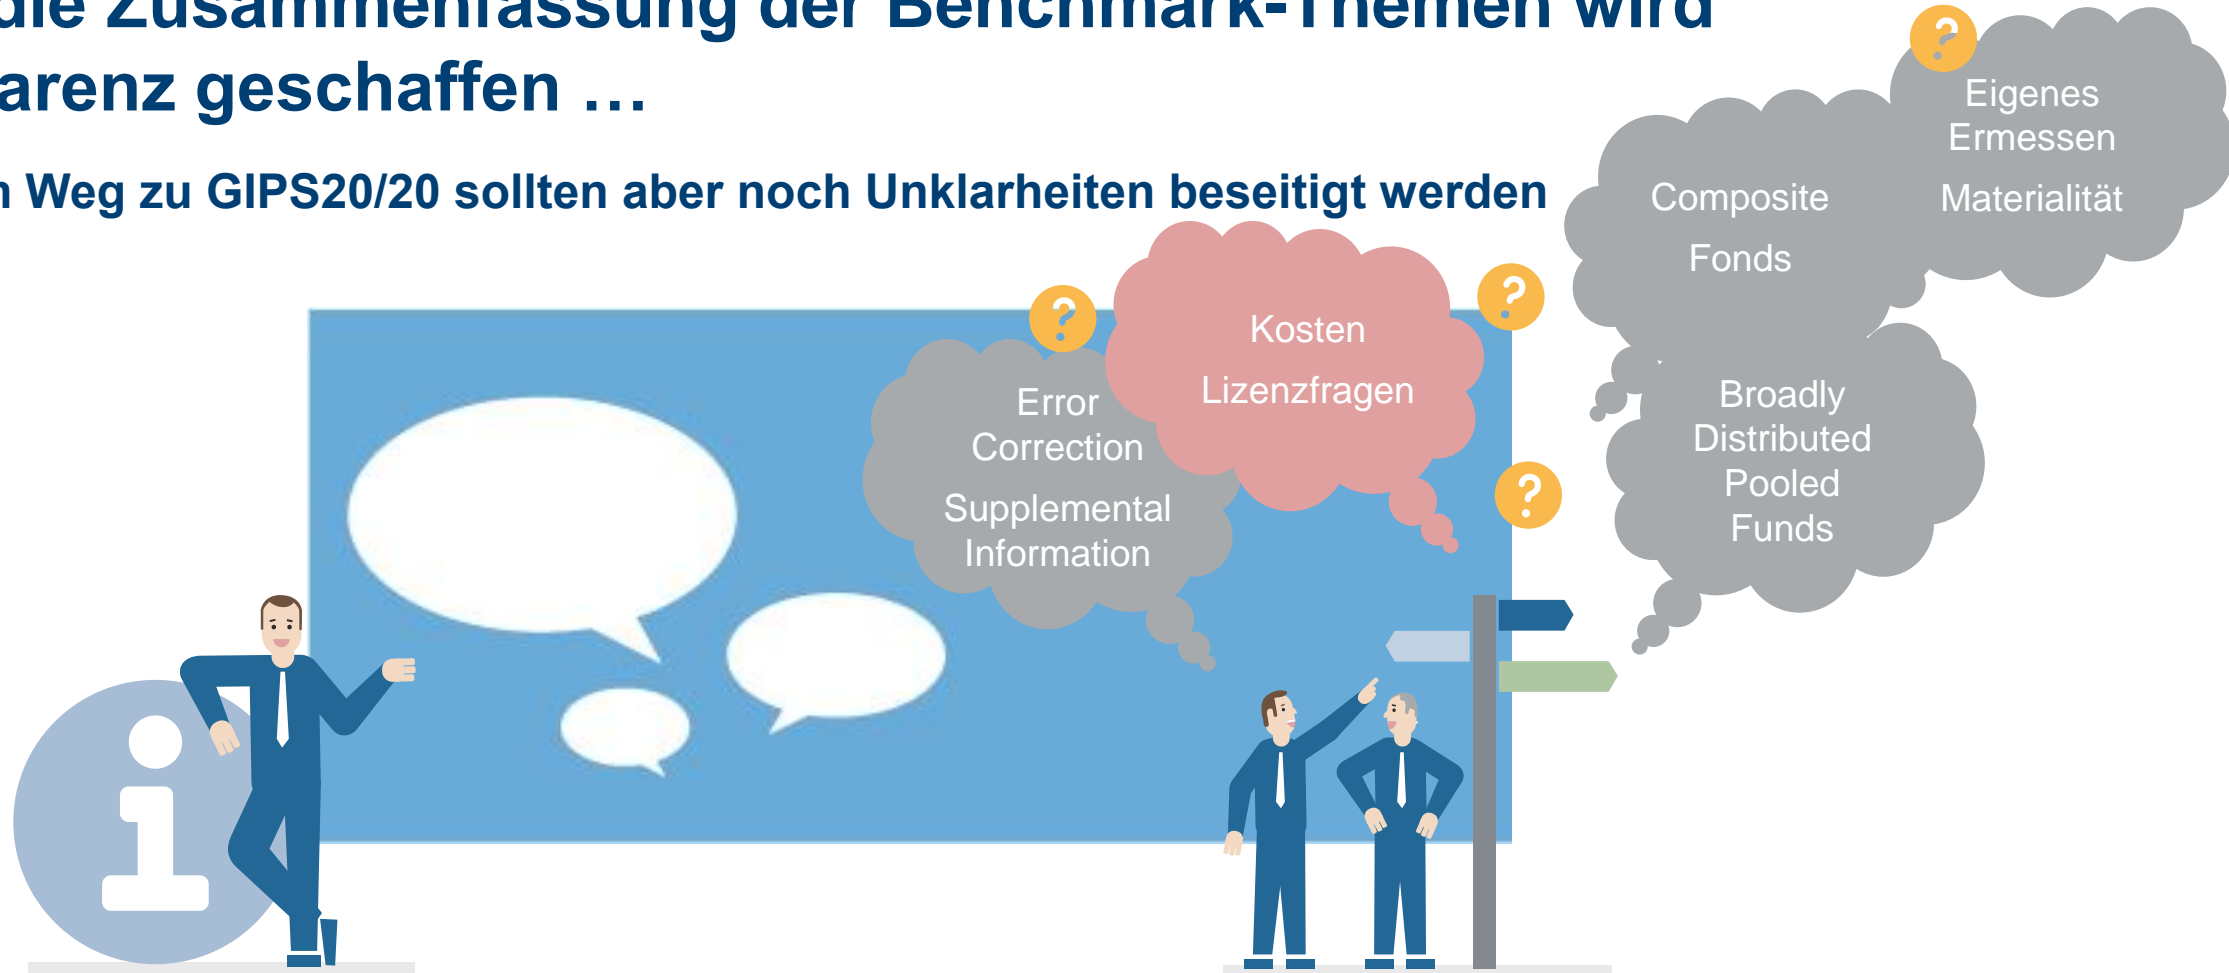 die Zusammenfassung der Benchmark-Themen wird
arenz geschaffen …
Weg zu GIPS20/20 sollten aber noch Unklarheiten beseitigt werden
Eigenes
Ermessen
Materialität
Composite
Fonds
Kosten
Lizenzfragen
Error
Correction
Supplemental
Information
Broadly
Distributed
Pooled
Funds
?
?
?
?